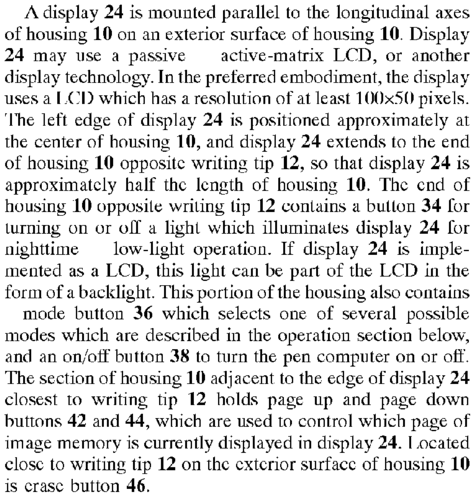 A display 24 is mounted parallel to the longitudinal axes
of housing 10 on an exterior surface of housing 10. Display
24 may use a passive active-matrix LCD, or another
display technology. In the preferred embodiment, the display
uses a LCD which has a resolution of at least 100×50 pixels.
The left edge of display 24 is positioned approximately at
the center of housing 10, and display 24 extends to the end
of housing 10 opposite writing tip 12, so that display 24 is
approximately half the length of housing 10. The end of
housing 10 opposite writing tip 12 contains a button 34 for
turning on or off a light which illuminates display 24 for
nighttime low-light operation. If display 24 is imple-
mented as a LCD, this light can be part of the LCD in the
form of a backlight. This portion of the housing also contains
mode button 36 which selects one of several possible
modes which are described in the operation section below,
and an on/off button 38 to turn the pen computer on or off.
The section of housing 10 adjacent to the edge of display 24
closest to writing tip 12 holds page up and page down
buttons 42 and 44, which are used to control which page of
image memory is currently displayed in display 24. Located
close to writing tip 12 on the exterior surface of housing 10
is erase button 46.